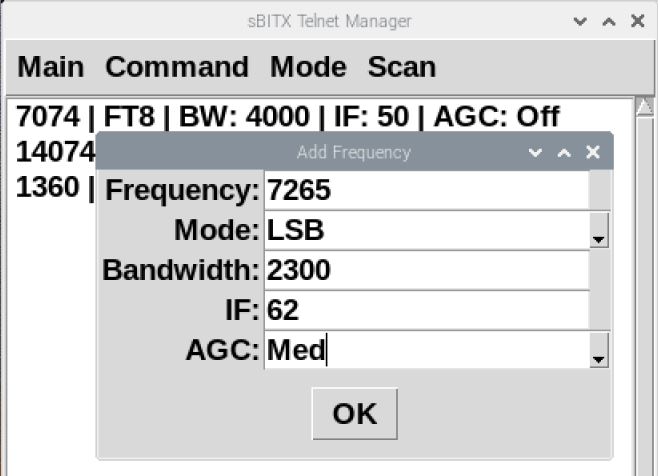 sBITX Telnet Manager
Main Command Mode Scan
7074 | FT8 | BW: 4000 | IF: 50 | AGC: Off
14074
1360 |
Add Frequency
Frequency: 7265
Mode: LSB
Bandwidth: 2300
IF: 62
AGC: Med
OK